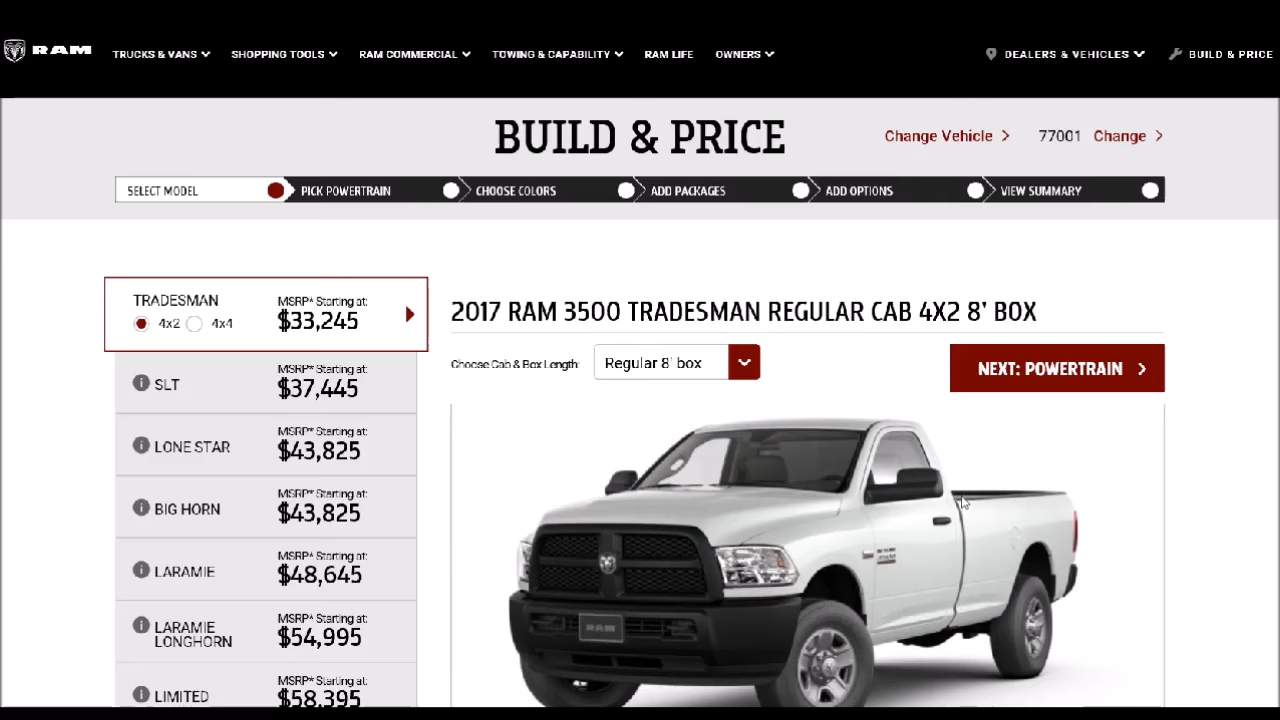 RAM
TRUCKS & VANS
SHOPPING TOOLS
RAM COMMERCIAL
TOWING & CAPABILITY
RAM LIFE
OWNERS
DEALERS & VEHICLES
BUILD & PRICE
BUILD & PRICE
Change Vehicle
77001 Change
SELECT MODEL
PICK POWERTRAIN
CHOOSE COLORS
ADD PACKAGES
ADD OPTIONS
VIEW SUMMARY
TRADESMAN
4x2 4x4
MSRP* Starting at:
$33,245
SLT
MSRP* Starting at:
$37,445
LONE STAR
MSRP* Starting at:
$43,825
BIG HORN
MSRP* Starting at:
$43,825
LARAMIE
MSRP* Starting at:
$48,645
LARAMIE
LONGHORN
MSRP* Starting at:
$54,995
LIMITED
MSRP* Starting at:
$58,395
2017 RAM 3500 TRADESMAN REGULAR CAB 4X2 8' BOX
Choose Cab & Box Length:
Regular 8' box
NEXT: POWERTRAIN
RAM